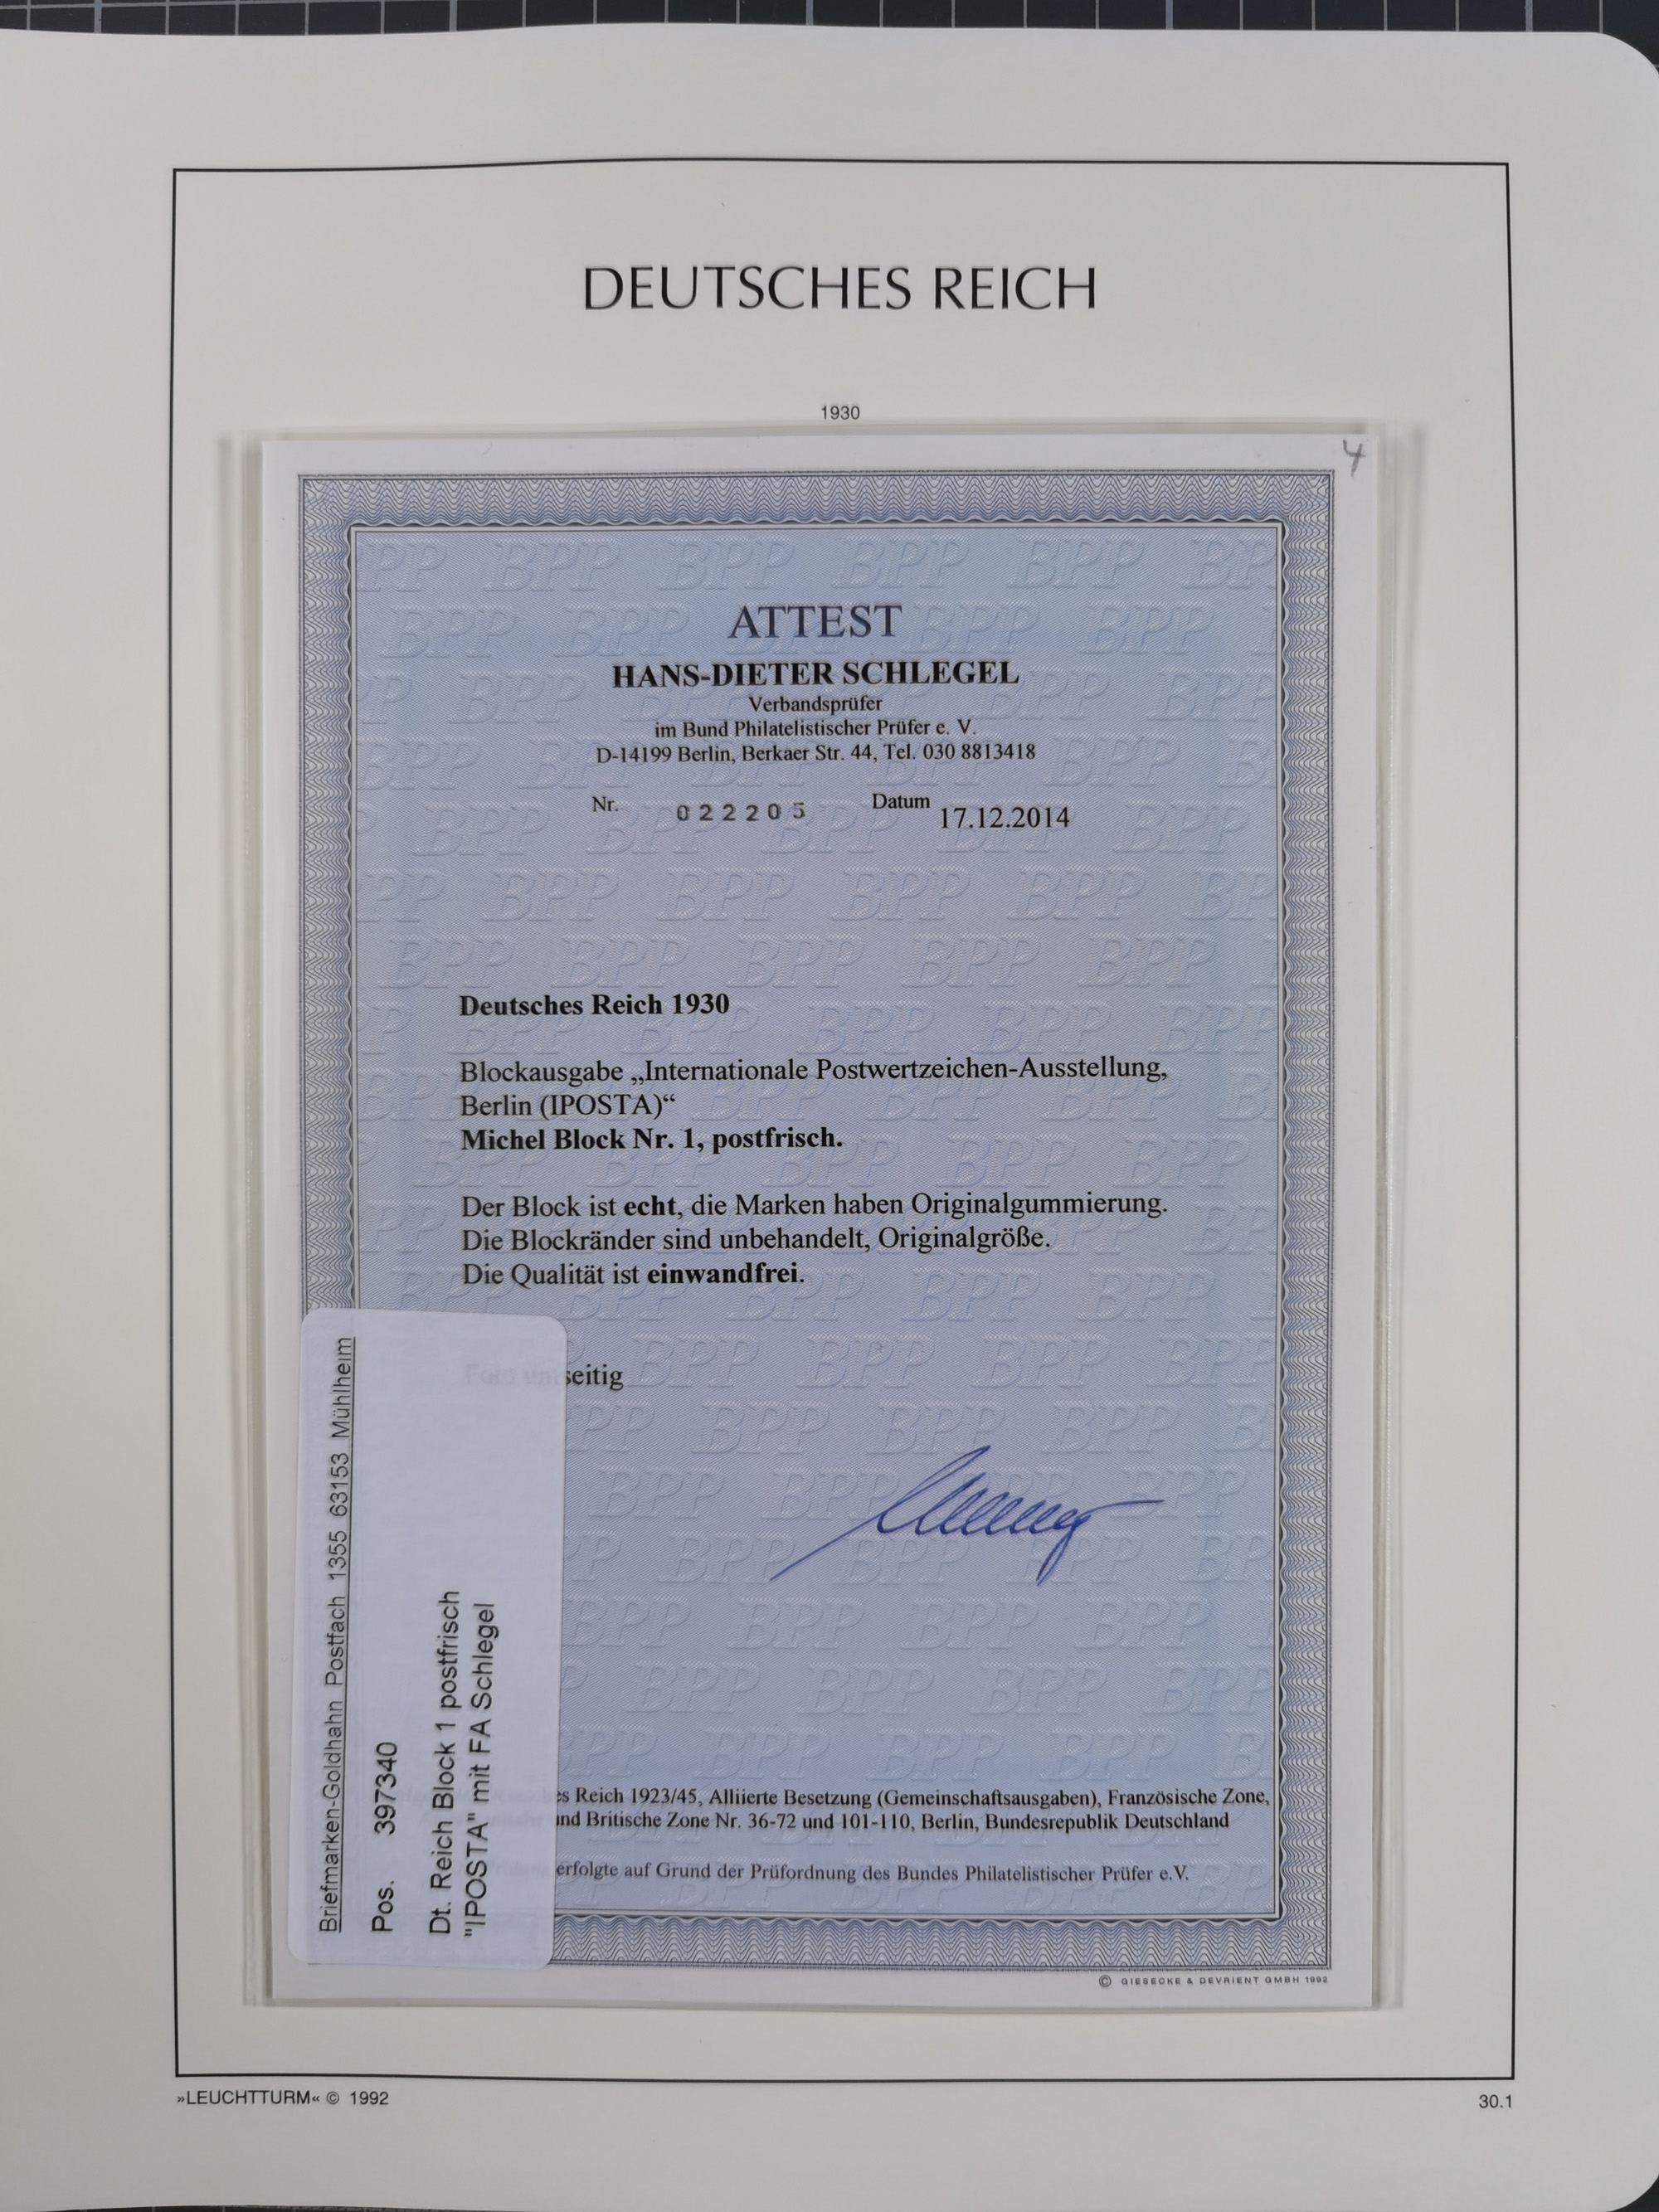 DEUTSCHES REICH
1930
4
ATTEST
HANS-DIETER SCHLEGEL
Verbandsprüfer
im Bund Philatelistischer Prüfer e. V.
D-14199 Berlin, Berkaer Str. 44, Tel. 030 8813418
Nr. 022205 Datum 17.12.2014
Deutsches Reich 1930
Blockausgabe „Internationale Postwertzeichen-Ausstellung,
Berlin (IPOSTA)“
Michel Block Nr. 1, postfrisch.
Der Block ist echt, die Marken haben Originalgummierung.
Die Blockränder sind unbehandelt, Originalgröße.
Die Qualität ist einwandfrei.
seitig
es Reich 1923/45, Alliierte Besetzung (Gemeinschaftsausgaben), Französische Zone,
und Britische Zone Nr. 36-72 und 101-110, Berlin, Bundesrepublik Deutschland
erfolgte auf Grund der Prüfordnung des Bundes Philatelistischer Prüfer e.V.
© GIESECKE & DEVRIENT GMBH 1992
Briefmarken-Goldhahn Postfach 1355 63153 Mühlheim
Pos. 397340
Dt. Reich Block 1 postfrisch
"IPOSTA" mit FA Schlegel
»LEUCHTTURM« © 1992
30.1